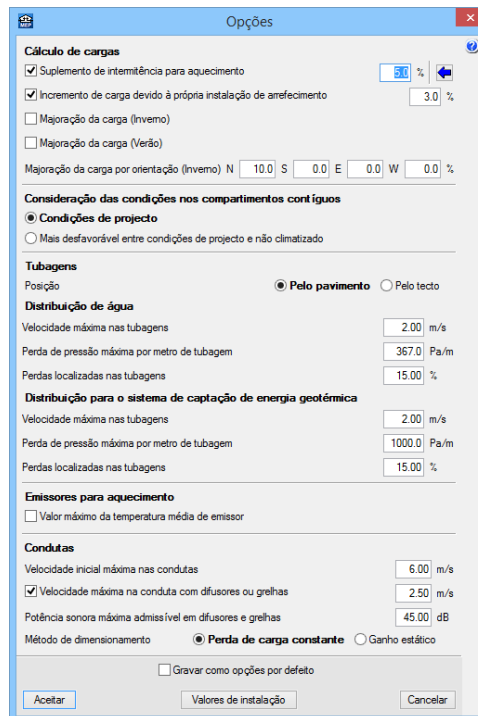 MEP
Opções
Cálculo de cargas
Suplemento de intermitência para aquecimento 5.0 %
Incremento de carga devido à própria instalação de arrefecimento 3.0 %
Majoração da carga (Inverno)
Majoração da carga (Verão)
Majoração da carga por orientação (Inverno) N 10.0 S 0.0 E 0.0 W 0.0 %
Consideração das condições nos compartimentos contíguos
Condições de projecto
Mais desfavorável entre condições de projecto e não climatizado
Tubagens
Posição Pelo pavimento Pelo tecto
Distribuição de água
Velocidade máxima nas tubagens 2.00 m/s
Perda de pressão máxima por metro de tubagem 367.0 Pa/m
Perdas localizadas nas tubagens 15.00 %
Distribuição para o sistema de captação de energia geotérmica
Velocidade máxima nas tubagens 2.00 m/s
Perda de pressão máxima por metro de tubagem 1000.0 Pa/m
Perdas localizadas nas tubagens 15.00 %
Emissores para aquecimento
Valor máximo da temperatura média de emissor
Condutas
Velocidade inicial máxima nas condutas 6.00 m/s
Velocidade máxima na conduta com difusores ou grelhas 2.50 m/s
Potência sonora máxima admissível em difusores e grelhas 45.00 dB
Método de dimensionamento Perda de carga constante Ganho estático
Gravar como opções por defeito
Aceitar Valores de instalação Cancelar